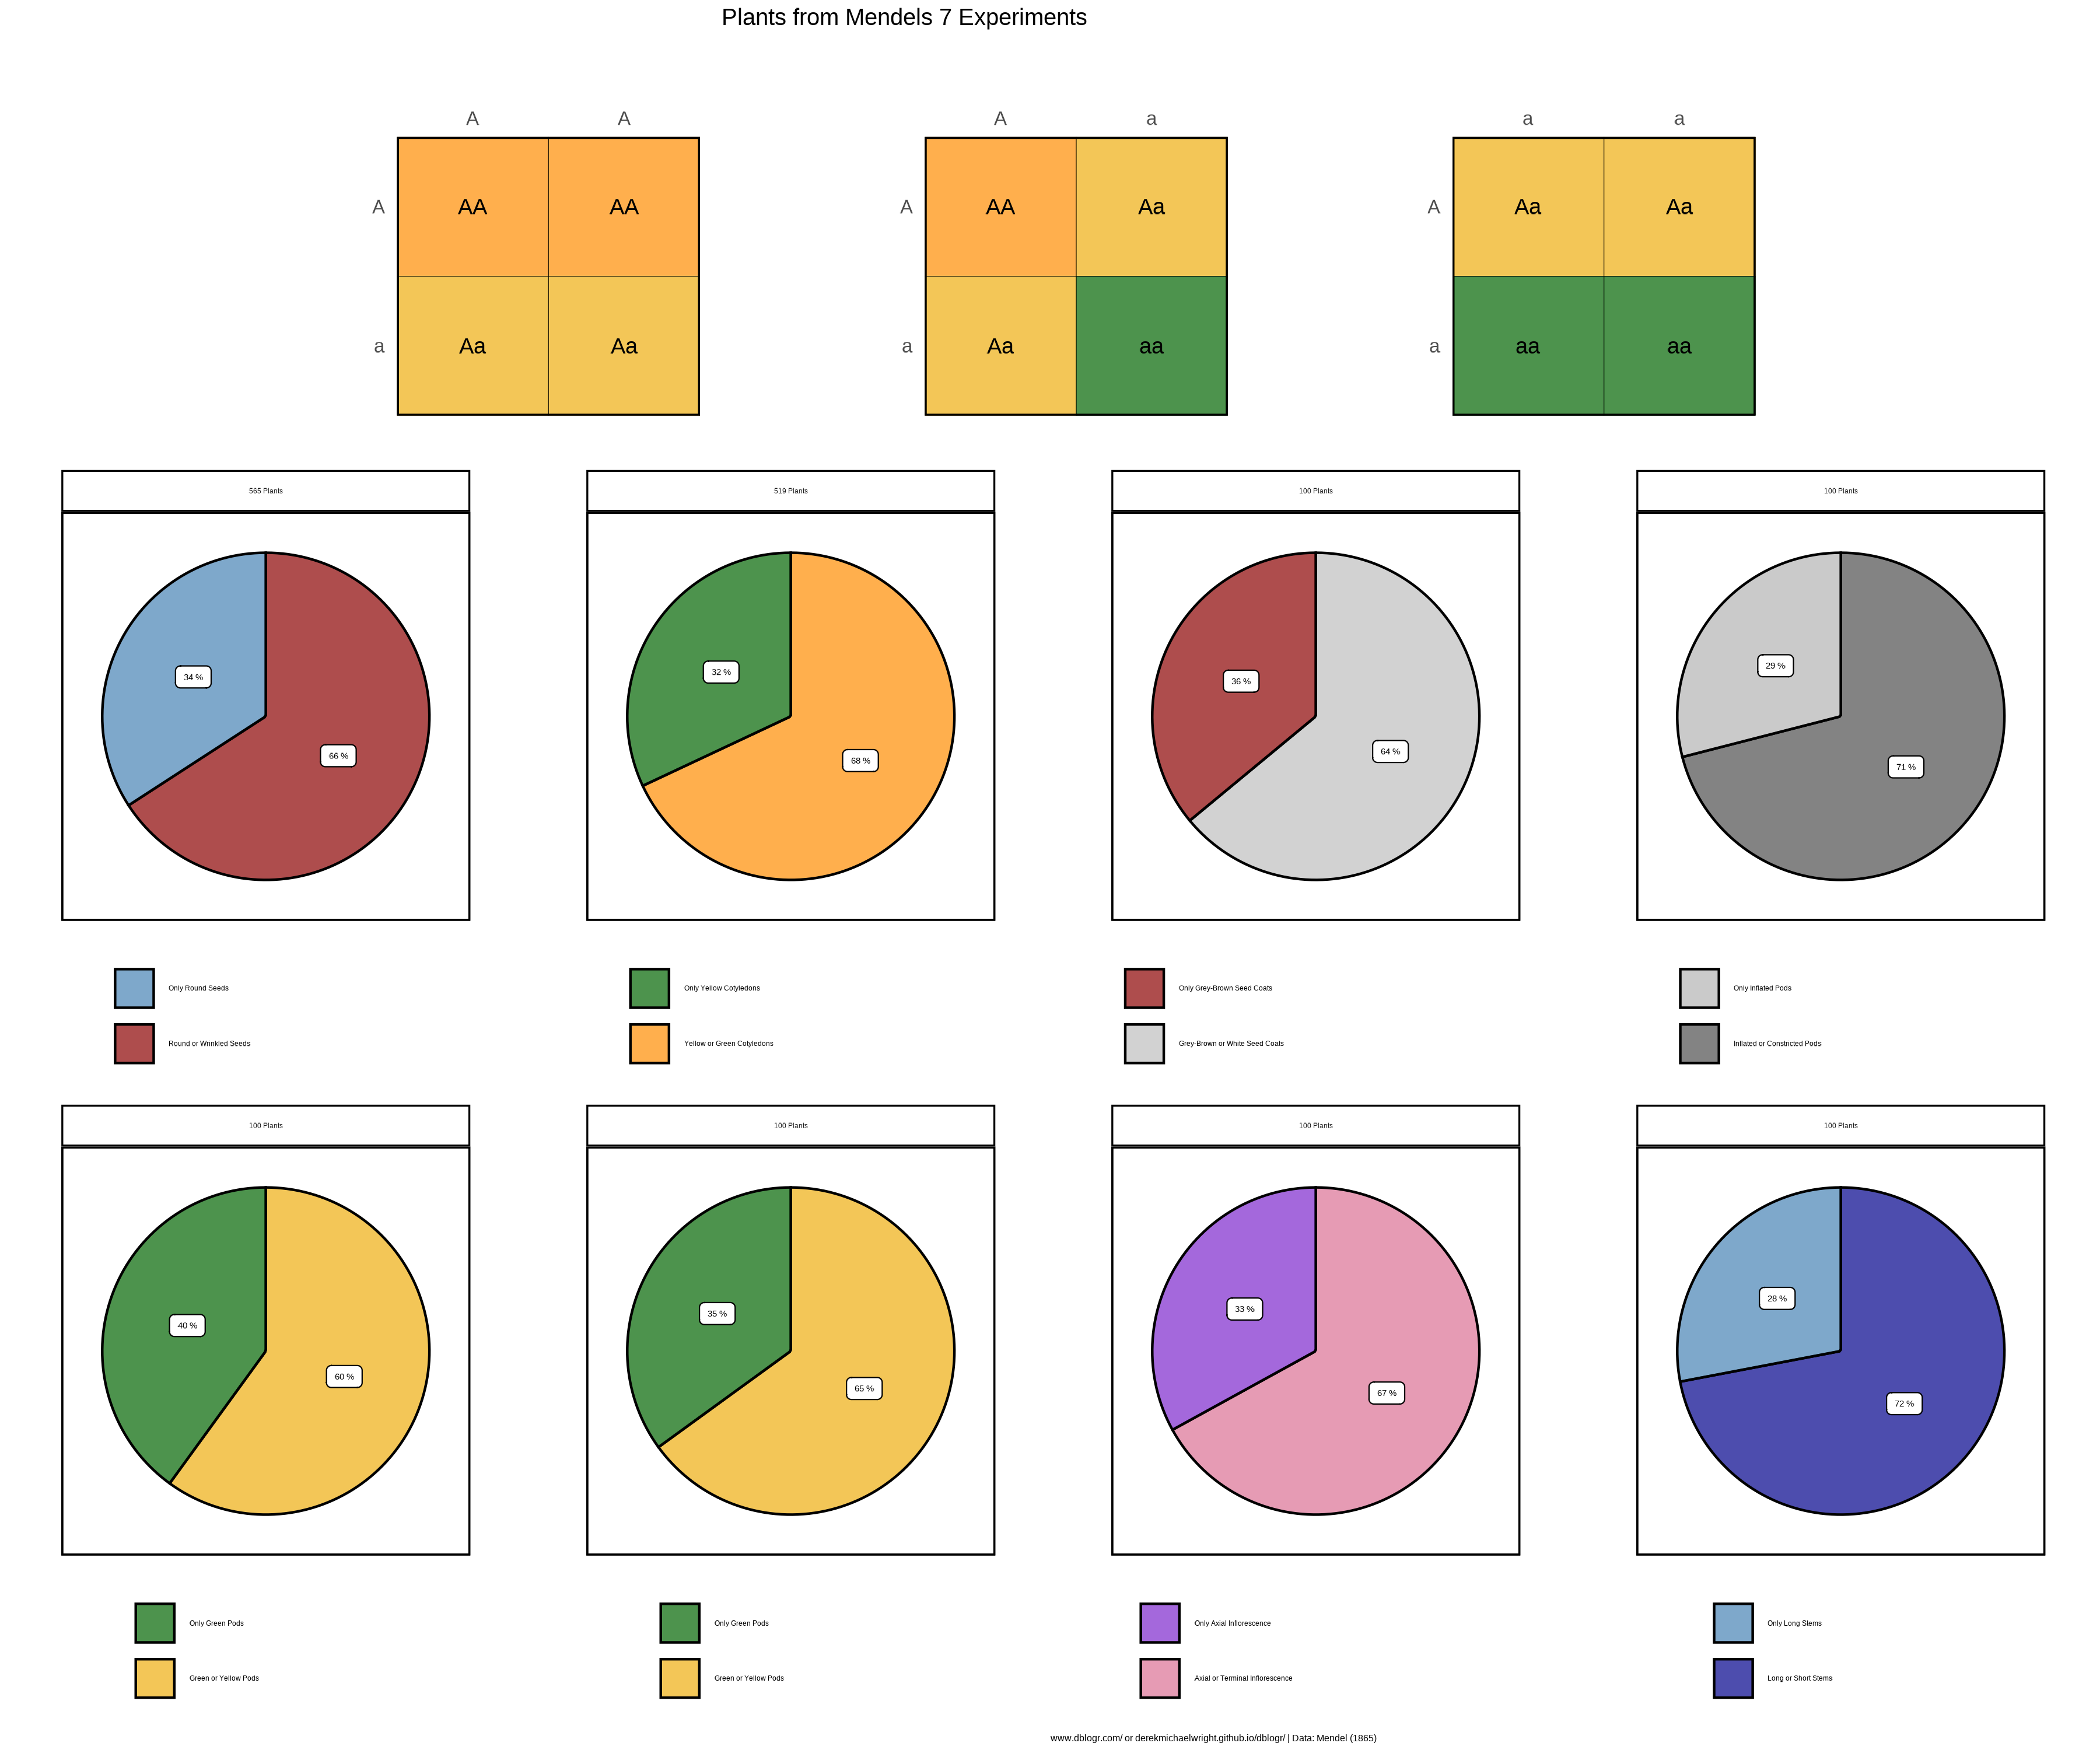 Plants from Mendels 7 Experiments
A A
A AA AA
a Aa Aa
A a
A AA Aa
a Aa aa
a a
A Aa Aa
a aa aa
565 Plants
34 %
66 %
Only Round Seeds
Round or Wrinkled Seeds
519 Plants
32 %
68 %
Only Yellow Cotyledons
Yellow or Green Cotyledons
100 Plants
36 %
64 %
Only Grey-Brown Seed Coats
Grey-Brown or White Seed Coats
100 Plants
29 %
71 %
Only Inflated Pods
Inflated or Constricted Pods
100 Plants
40 %
60 %
Only Green Pods
Green or Yellow Pods
100 Plants
35 %
65 %
Only Green Pods
Green or Yellow Pods
100 Plants
33 %
67 %
Only Axial Inflorescence
Axial or Terminal Inflorescence
100 Plants
28 %
72 %
Only Long Stems
Long or Short Stems
www.dblogr.com/ or derekmichaelwright.github.io/dblogr/ | Data: Mendel (1865)